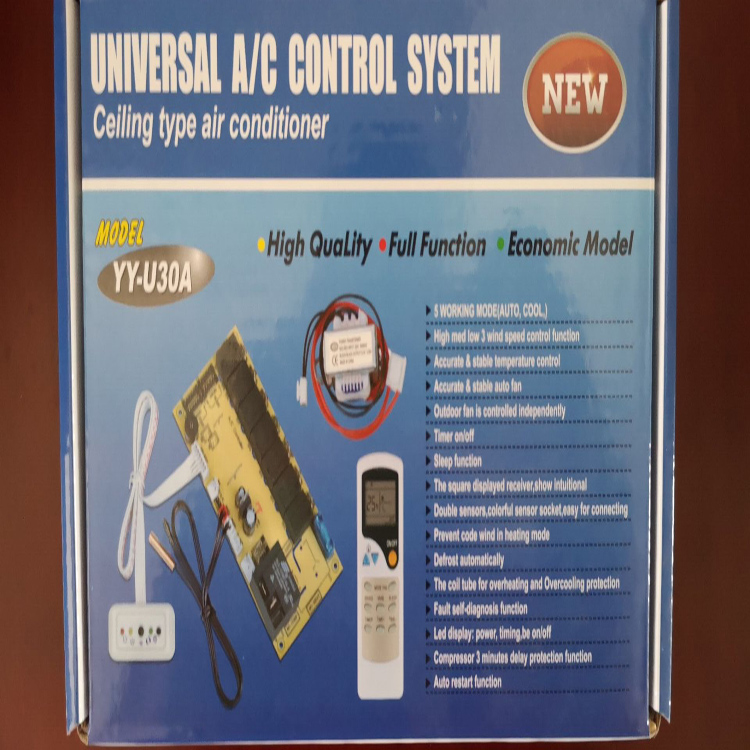 UNIVERSAL A/C CONTROL SYSTEM
Ceiling type air conditioner
NEW
MODEL
YY-U30A
High QuaLity
Full Function
Economic Model
5 WORKING MODE(AUTO, COOL,)
High med low 3 wind speed control function
Accurate & stable temperature control
Accurate & stable auto fan
Outdoor fan is controlled independently
Timer on/off
Sleep function
The square displayed receiver,show intuitional
Double sensors,colorful sensor socket,easy for connecting
Prevent code wind in heating mode
Defrost automatically
The coil tube for overheating and Overcooling protection
Fault self-diagnosis function
Led display: power, timing,be on/off
Compressor 3 minutes delay protection function
Auto restart function